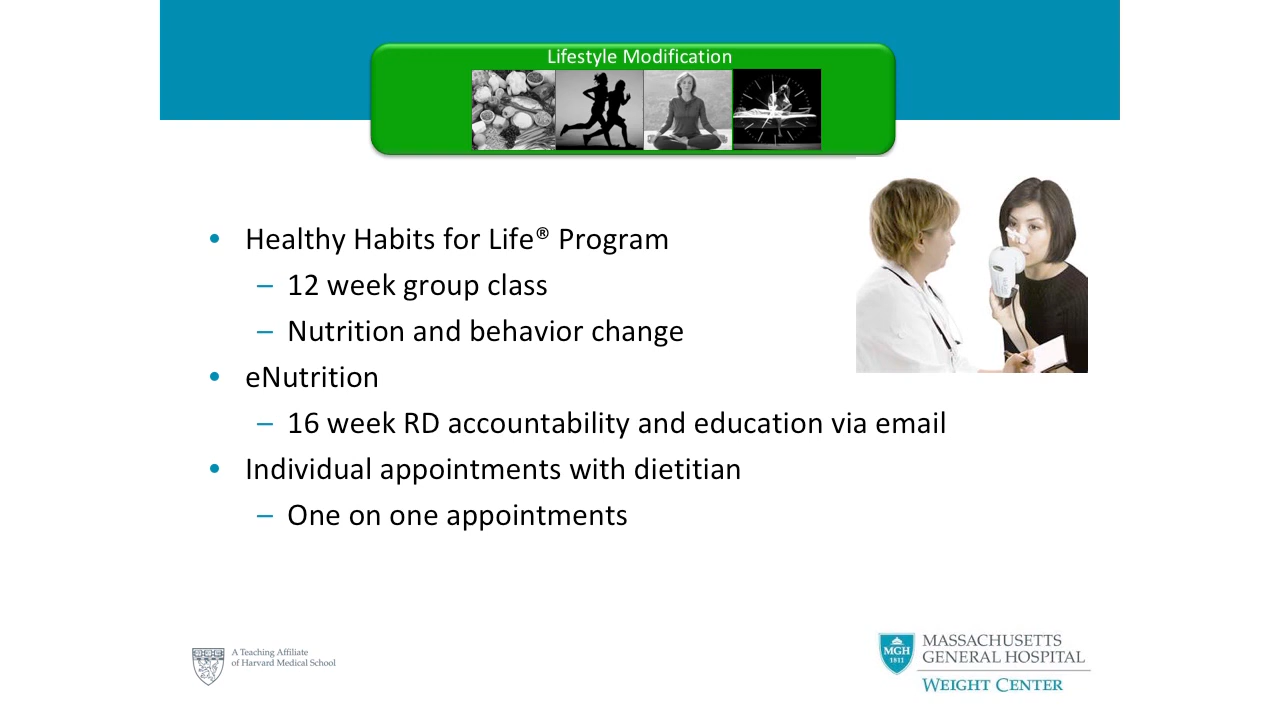 Lifestyle Modification
• Healthy Habits for Life® Program
– 12 week group class
– Nutrition and behavior change
• eNutrition
– 16 week RD accountability and education via email
• Individual appointments with dietitian
– One on one appointments
A Teaching Affiliate
of Harvard Medical School
MGH
1811
MASSACHUSETTS
GENERAL HOSPITAL
WEIGHT CENTER